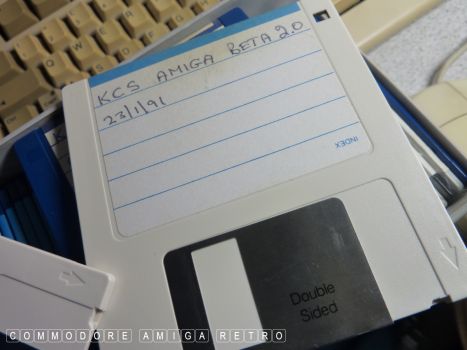 KCS AMIGA BETA 2.0
23/1/91
INDEX
Double
Sided
COMMODORE AMIGA RETRO